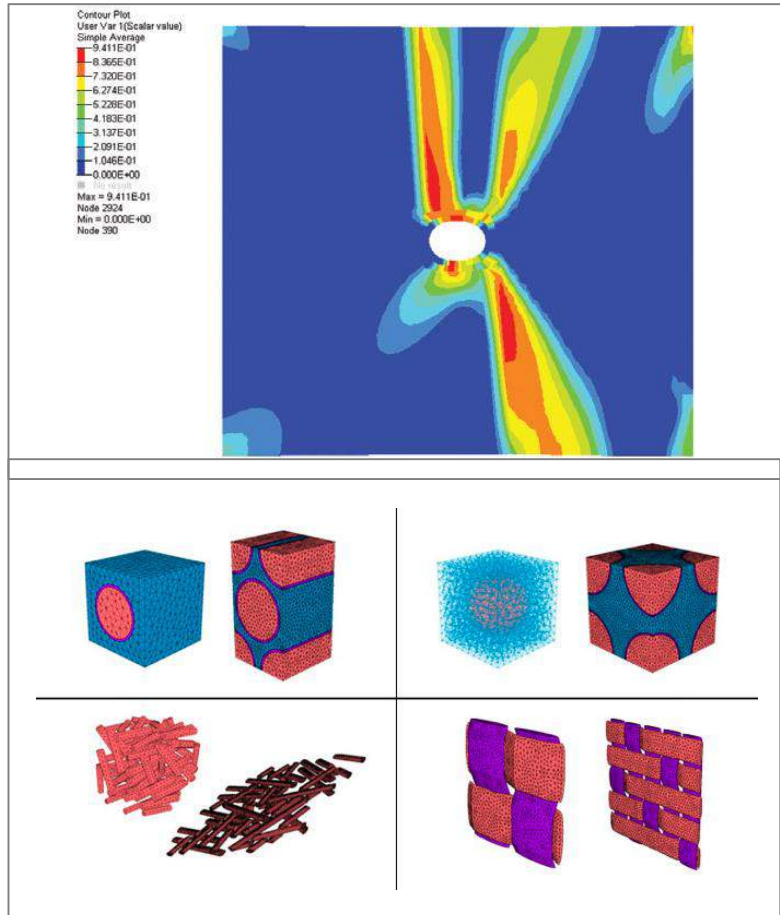 Contour Plot
User Var 1(Scalar value)
Simple Average
9.411E-01
8.365E-01
7.320E-01
6.274E-01
5.228E-01
4.183E-01
3.137E-01
2.091E-01
1.046E-01
0.000E+00
No result
Max = 9.411E-01
Node 2924
Min = 0.000E+00
Node 390